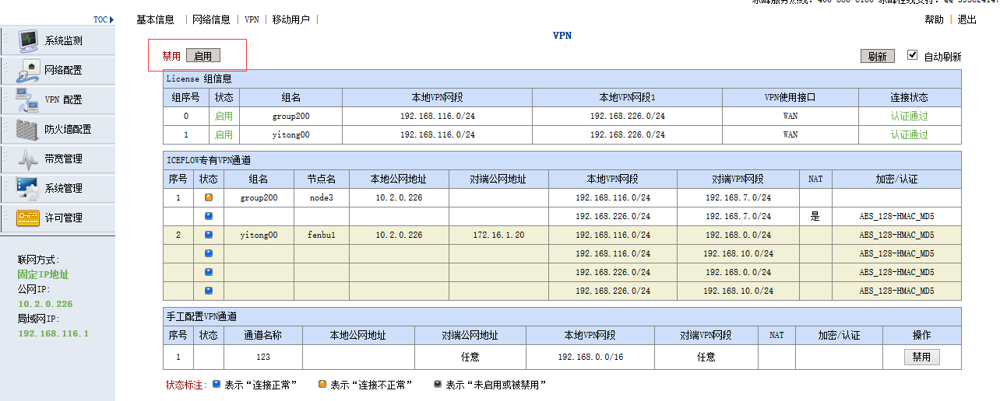 TOC
基本信息 | 网络信息 | VPN | 移动用户 |
帮助 | 退出
系统监测
网络配置
VPN 配置
防火墙配置
带宽管理
系统管理
许可管理
联网方式:
固定IP地址
公网IP:
10.2.0.226
局域网IP:
192.168.116.1
VPN
禁用 启用
刷新 自动刷新
License 组信息
组序号 状态 组名 本地VPN网段 本地VPN网段1 VPN使用接口 连接状态
0 启用 group200 192.168.116.0/24 192.168.226.0/24 WAN 认证通过
1 启用 yitong00 192.168.116.0/24 192.168.226.0/24 WAN 认证通过
ICEFLOW专有VPN通道
序号 状态 组名 节点名 本地公网地址 对端公网地址 本地VPN网段 对端VPN网段 NAT 加密/认证
1 group200 node3 10.2.0.226 192.168.116.0/24 192.168.7.0/24
192.168.226.0/24 192.168.7.0/24 是 AES_128-HMAC_MD5
2 yitong00 fenbu1 10.2.0.226 172.16.1.20 192.168.116.0/24 192.168.0.0/24 AES_128-HMAC_MD5
192.168.116.0/24 192.168.10.0/24 AES_128-HMAC_MD5
192.168.226.0/24 192.168.0.0/24 AES_128-HMAC_MD5
192.168.226.0/24 192.168.10.0/24 AES_128-HMAC_MD5
手工配置VPN通道
序号 状态 通道名称 本地公网地址 对端公网地址 本地VPN网段 对端VPN网段 NAT 加密/认证 操作
1 123 任意 192.168.0.0/16 任意 禁用
状态标注: 表示“连接正常” 表示“连接不正常” 表示“未启用或被禁用”